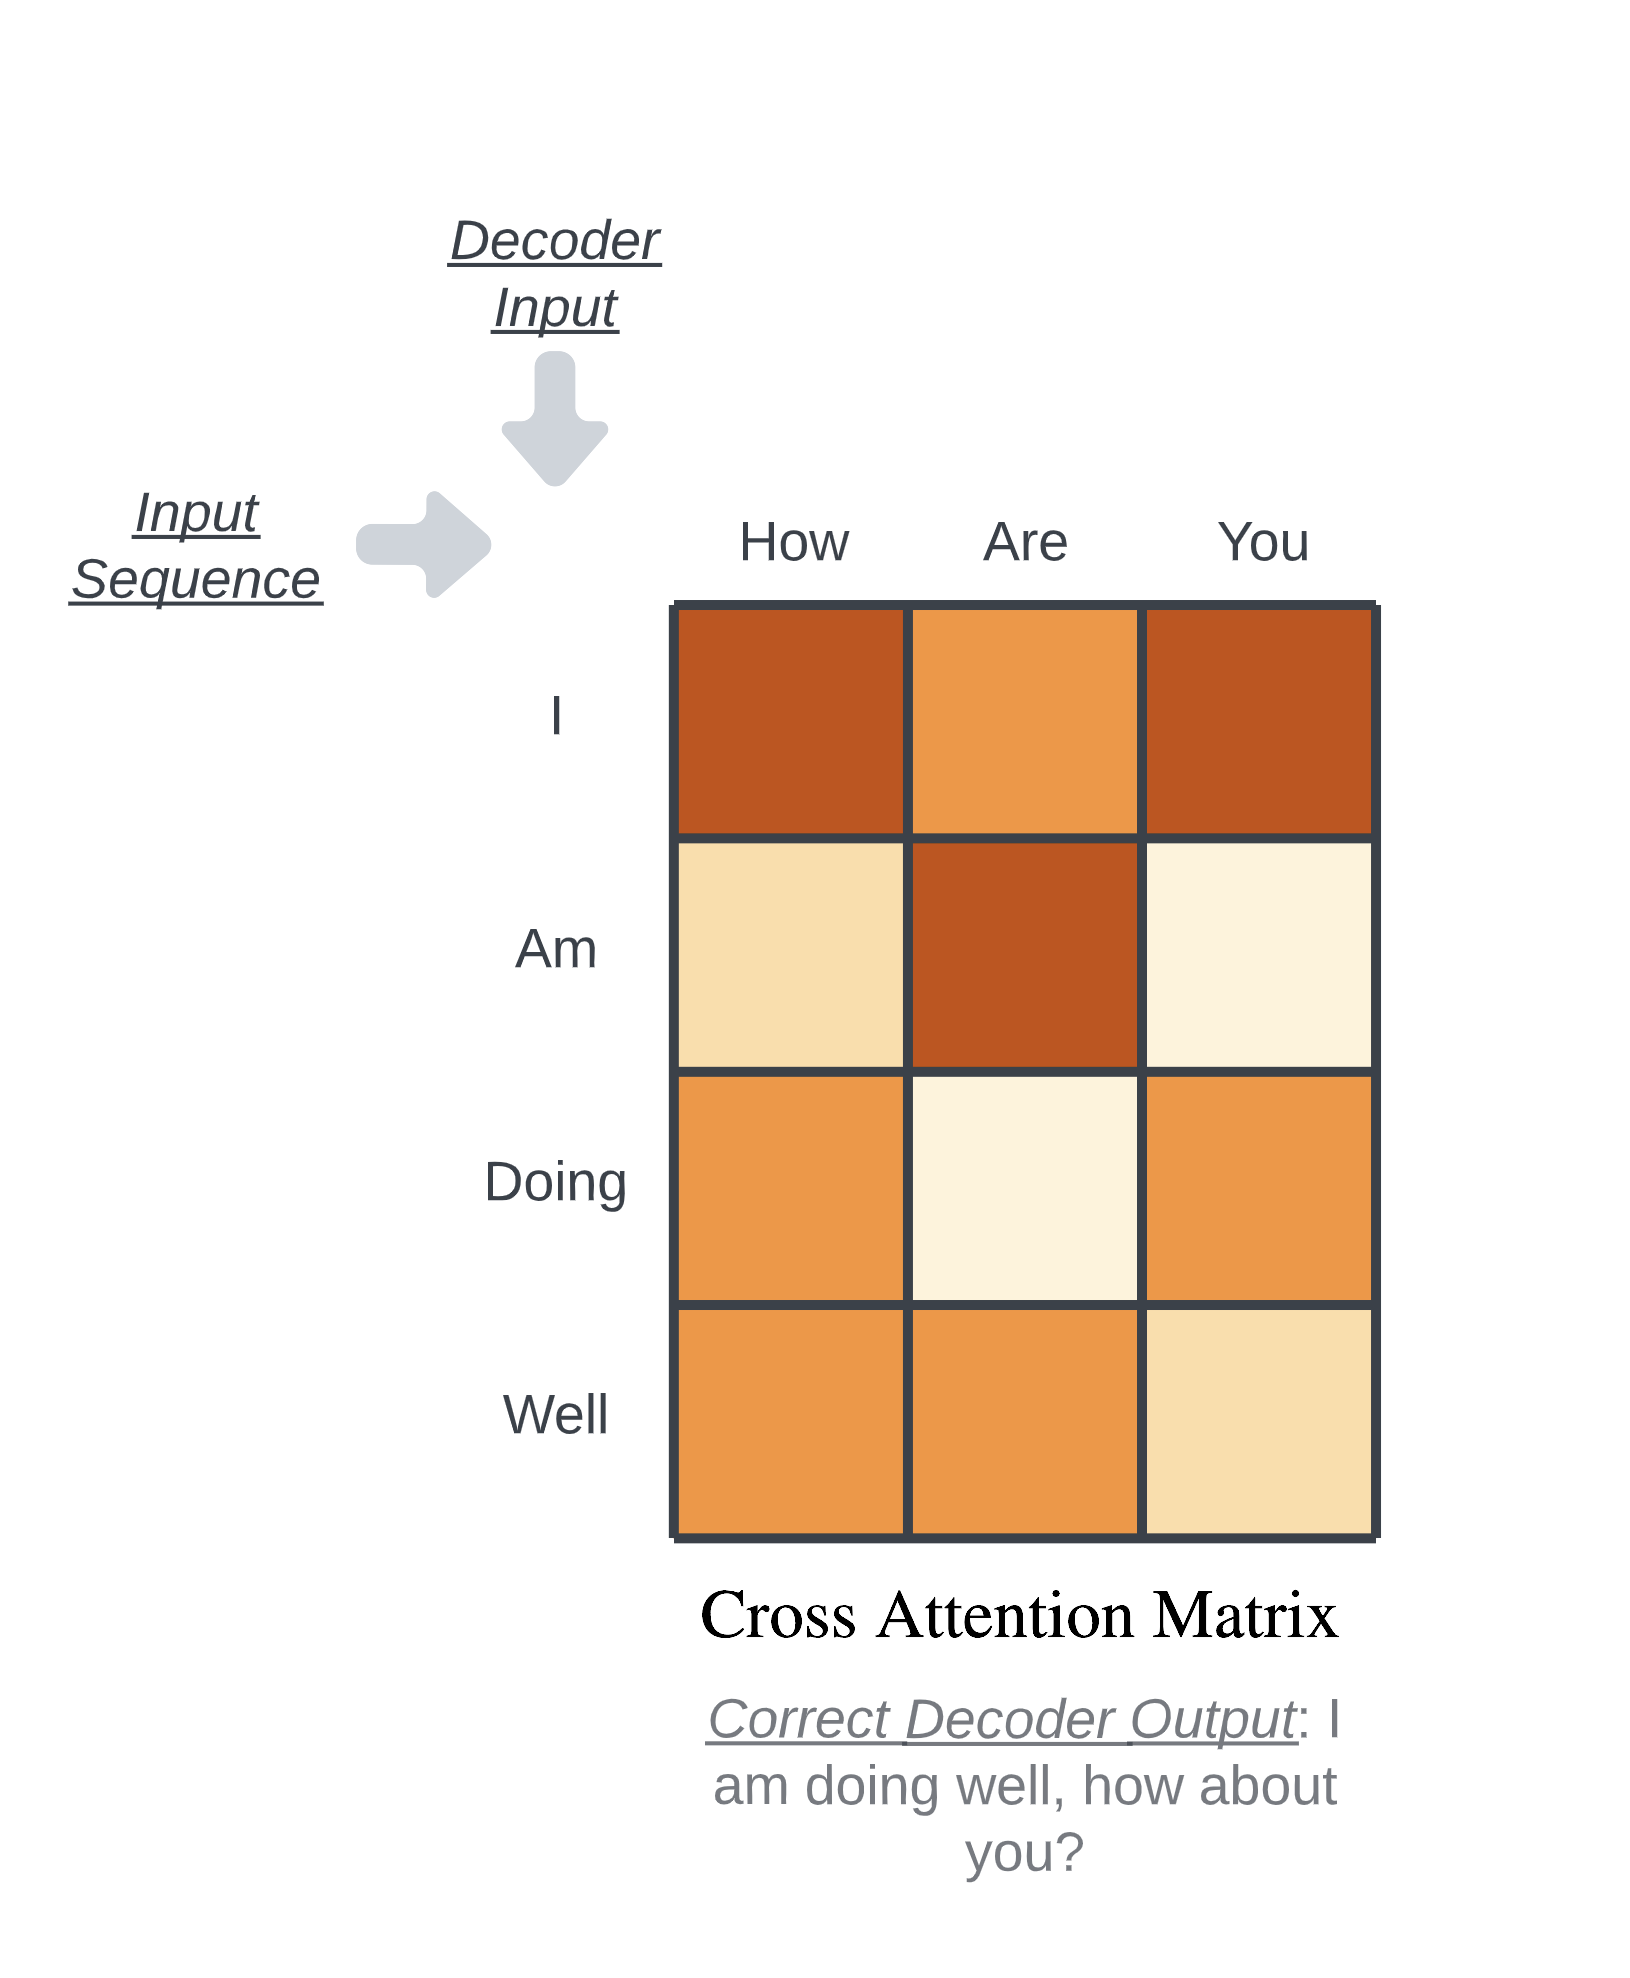 Decoder
Input
Input
Sequence
How Are You
I
Am
Doing
Well
Cross Attention Matrix
Correct Decoder Output: I
am doing well, how about
you?